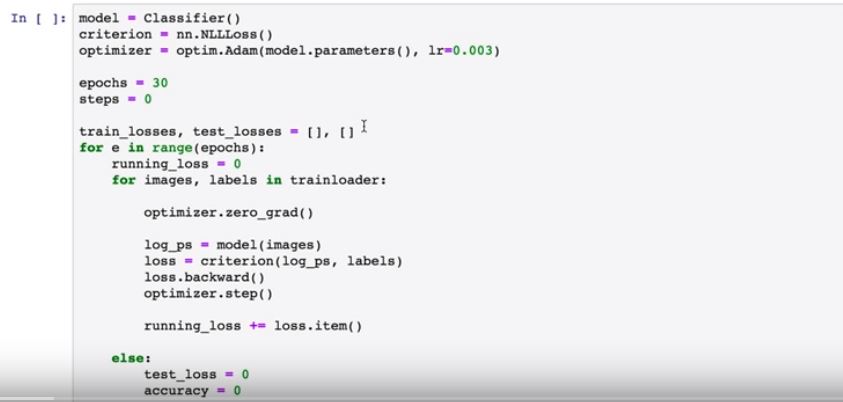 In [ ]: model = Classifier()
criterion = nn.NLLLoss()
optimizer = optim.Adam(model.parameters(), lr=0.003)
epochs = 30
steps = 0
train_losses, test_losses = [], []
for e in range(epochs):
    running_loss = 0
    for images, labels in trainloader:
        optimizer.zero_grad()
        log_ps = model(images)
        loss = criterion(log_ps, labels)
        loss.backward()
        optimizer.step()
        running_loss += loss.item()
    else:
        test_loss = 0
        accuracy = 0